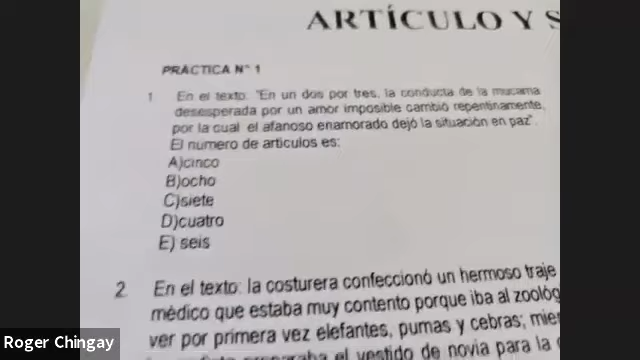 ARTÍCULO Y S
PRÁCTICA N° 1
1 En el texto: "En un dos por tres, la conducta de la mucama
desesperada por un amor imposible cambió repentinamente,
por la cual el afanoso enamorado dejó la situación en paz".
El numero de articulos es:
A)cinco
B)ocho
C)siete
D)cuatro
E) seis
2. En el texto: la costurera confeccionó un hermoso traje
médico que estaba muy contento porque iba al zoológ
ver por primera vez elefantes, pumas y cebras; mie
preparaba el vestido de novia para la
Roger Chingay